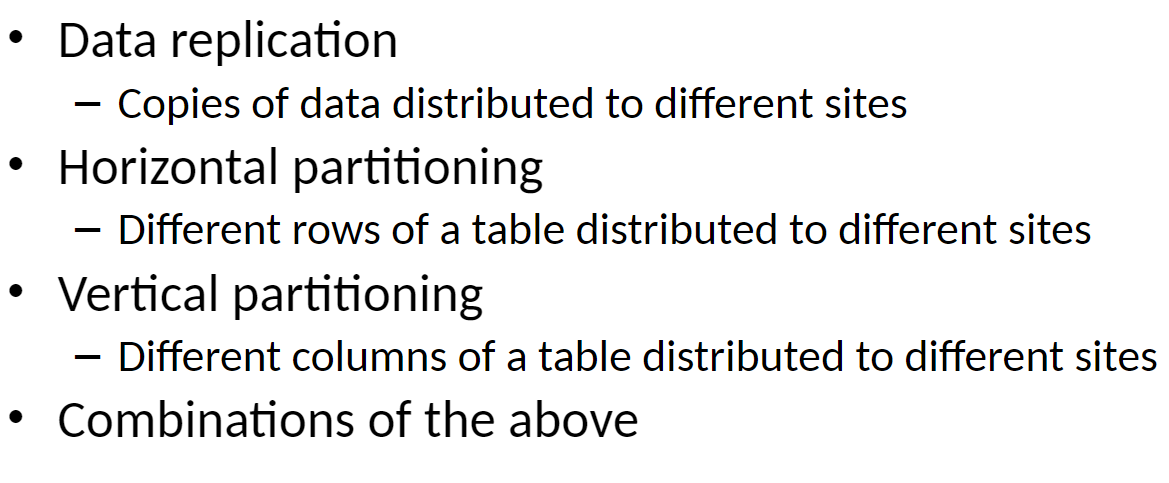 • Data replication
– Copies of data distributed to different sites
• Horizontal partitioning
– Different rows of a table distributed to different sites
• Vertical partitioning
– Different columns of a table distributed to different sites
• Combinations of the above